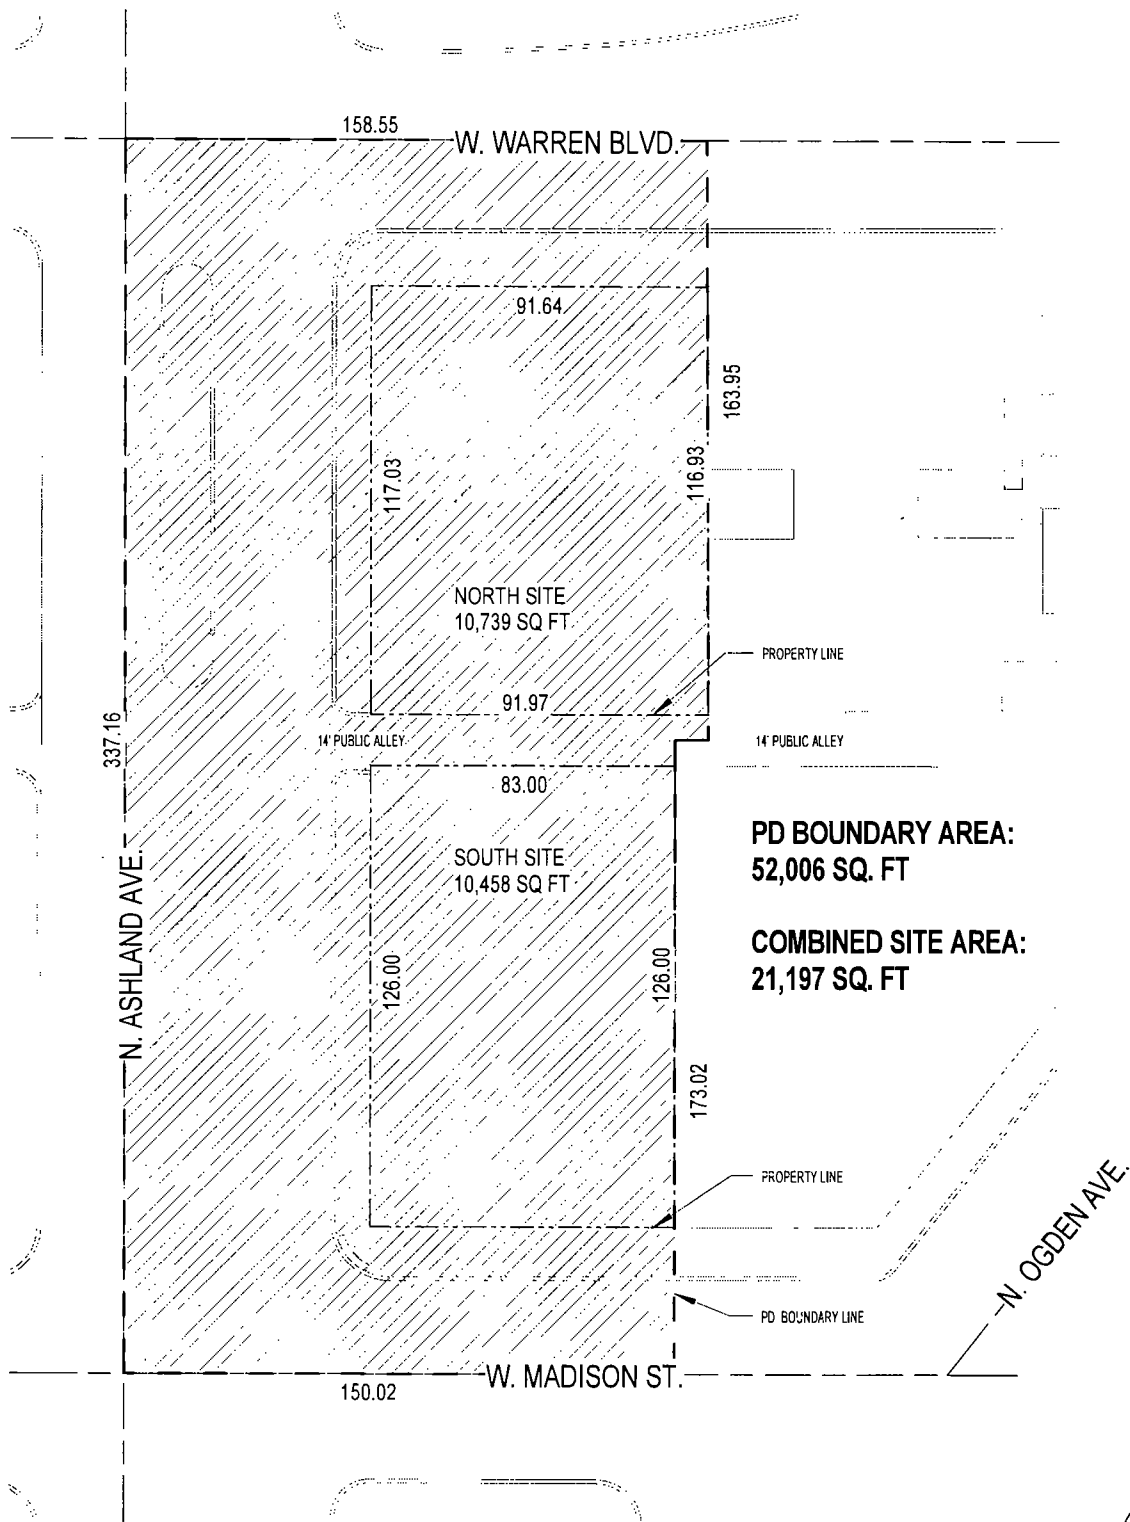 158.55
W. WARREN BLVD.
91.64
163.95
117.03
116.93
NORTH SITE
10,739 SQ FT
PROPERTY LINE
91.97
337.16
14' PUBLIC ALLEY
14' PUBLIC ALLEY
83.00
PD BOUNDARY AREA:
52,006 SQ. FT
SOUTH SITE
10,458 SQ FT
N. ASHLAND AVE.
COMBINED SITE AREA:
21,197 SQ. FT
126.00
126.00
173.02
PROPERTY LINE
N. OGDEN AVE.
PD BOUNDARY LINE
W. MADISON ST.
150.02